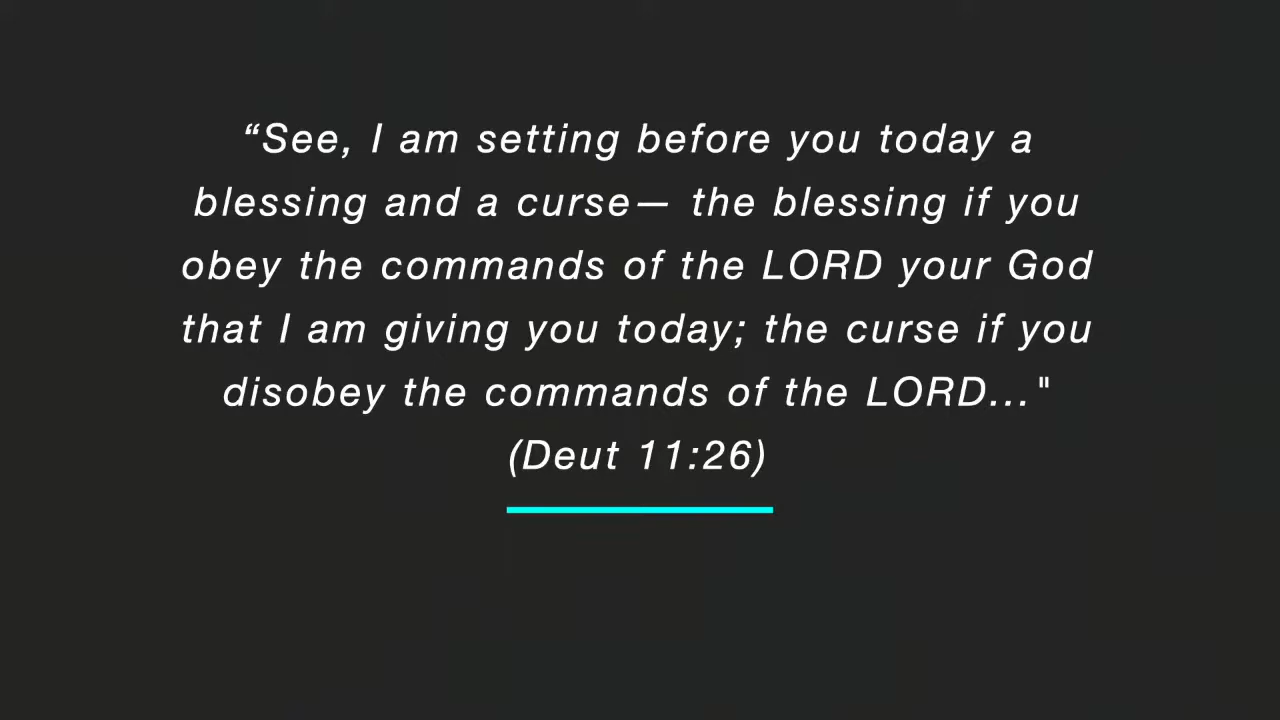 “See, I am setting before you today a
blessing and a curse— the blessing if you
obey the commands of the LORD your God
that I am giving you today; the curse if you
disobey the commands of the LORD..."
(Deut 11:26)